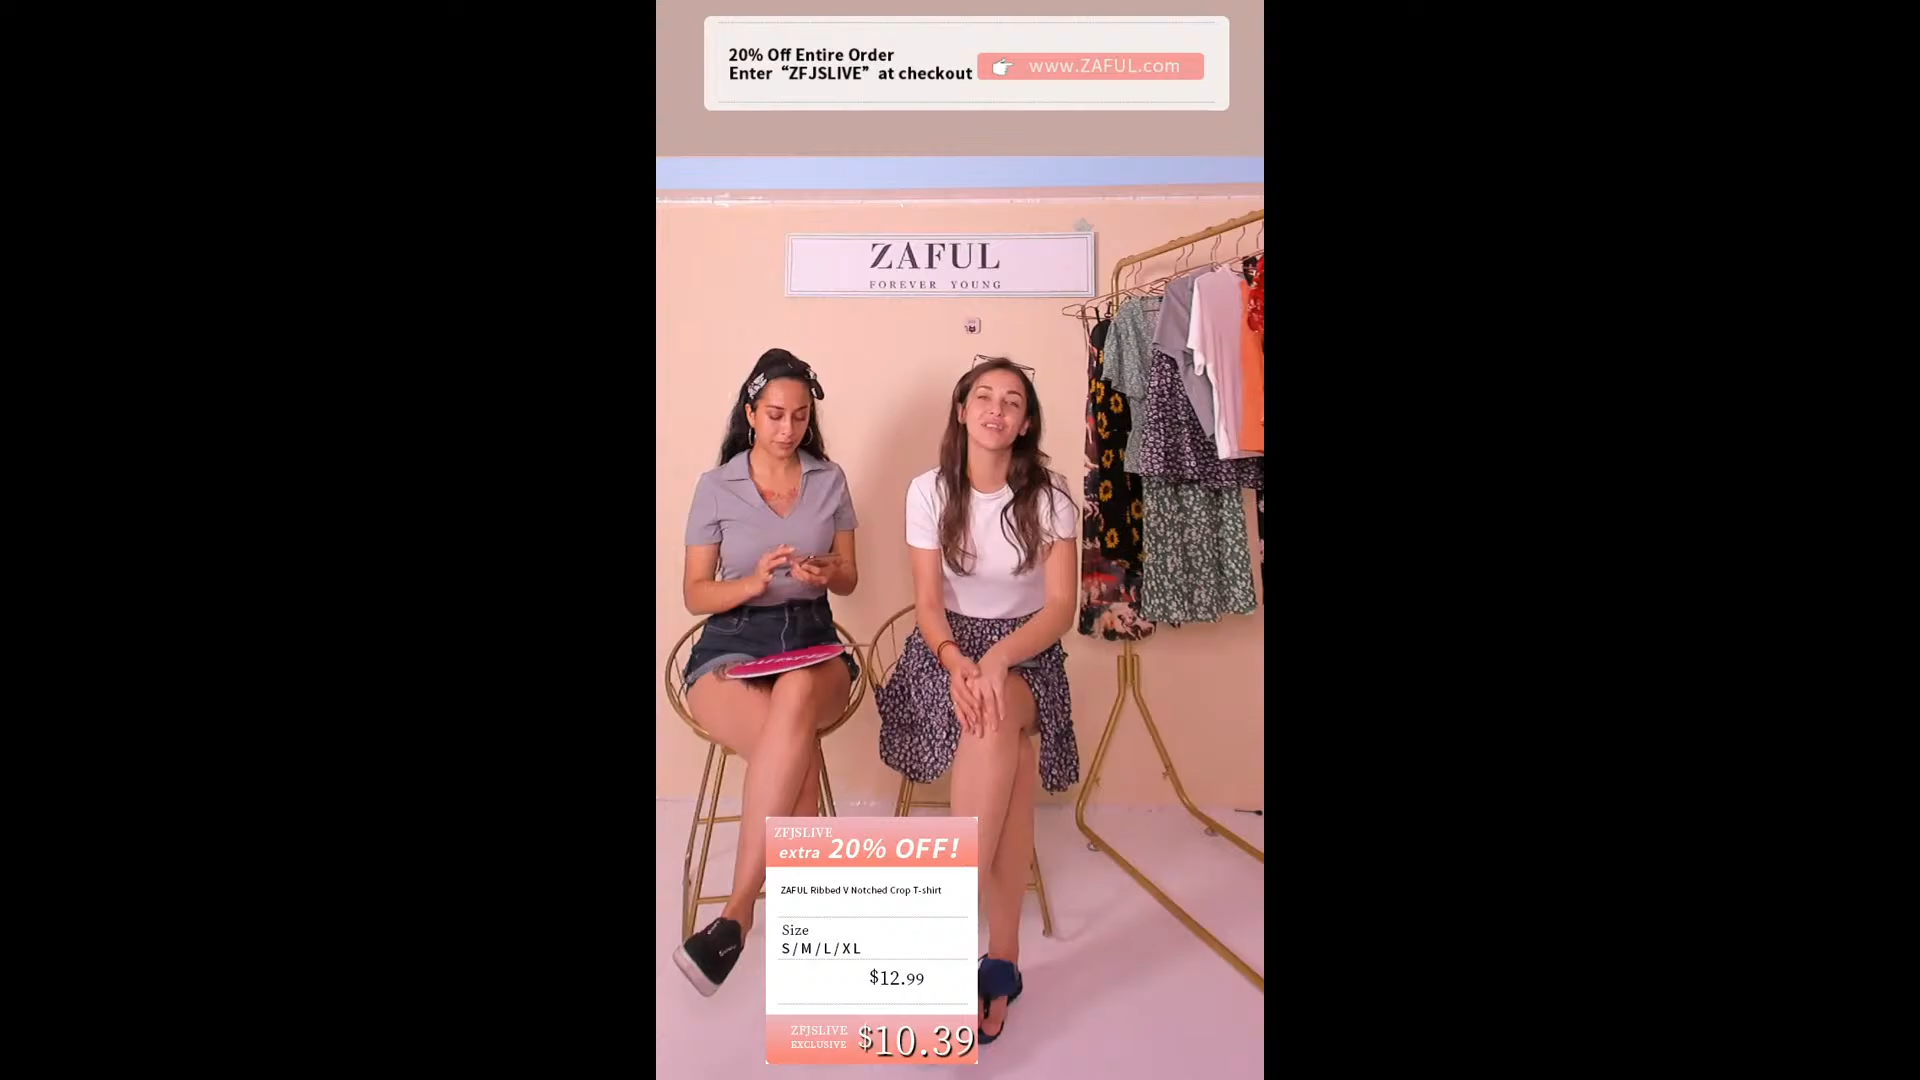 20% Off Entire Order
Enter “ZFJSLIVE” at checkout
www.ZAFUL.com
ZAFUL
FOREVER YOUNG
ZFJSLIVE
extra 20% OFF!
ZAFUL Ribbed V Notched Crop T-shirt
Size
S/M/L/XL
$12.99
ZFJSLIVE
EXCLUSIVE
$10.39